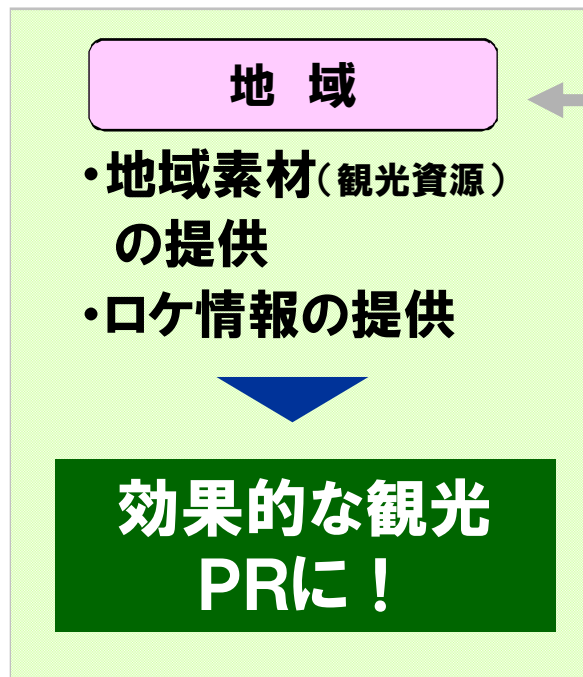 地 域
・地域素材(観光資源)
の提供
・ロケ情報の提供
効果的な観光
PRに!